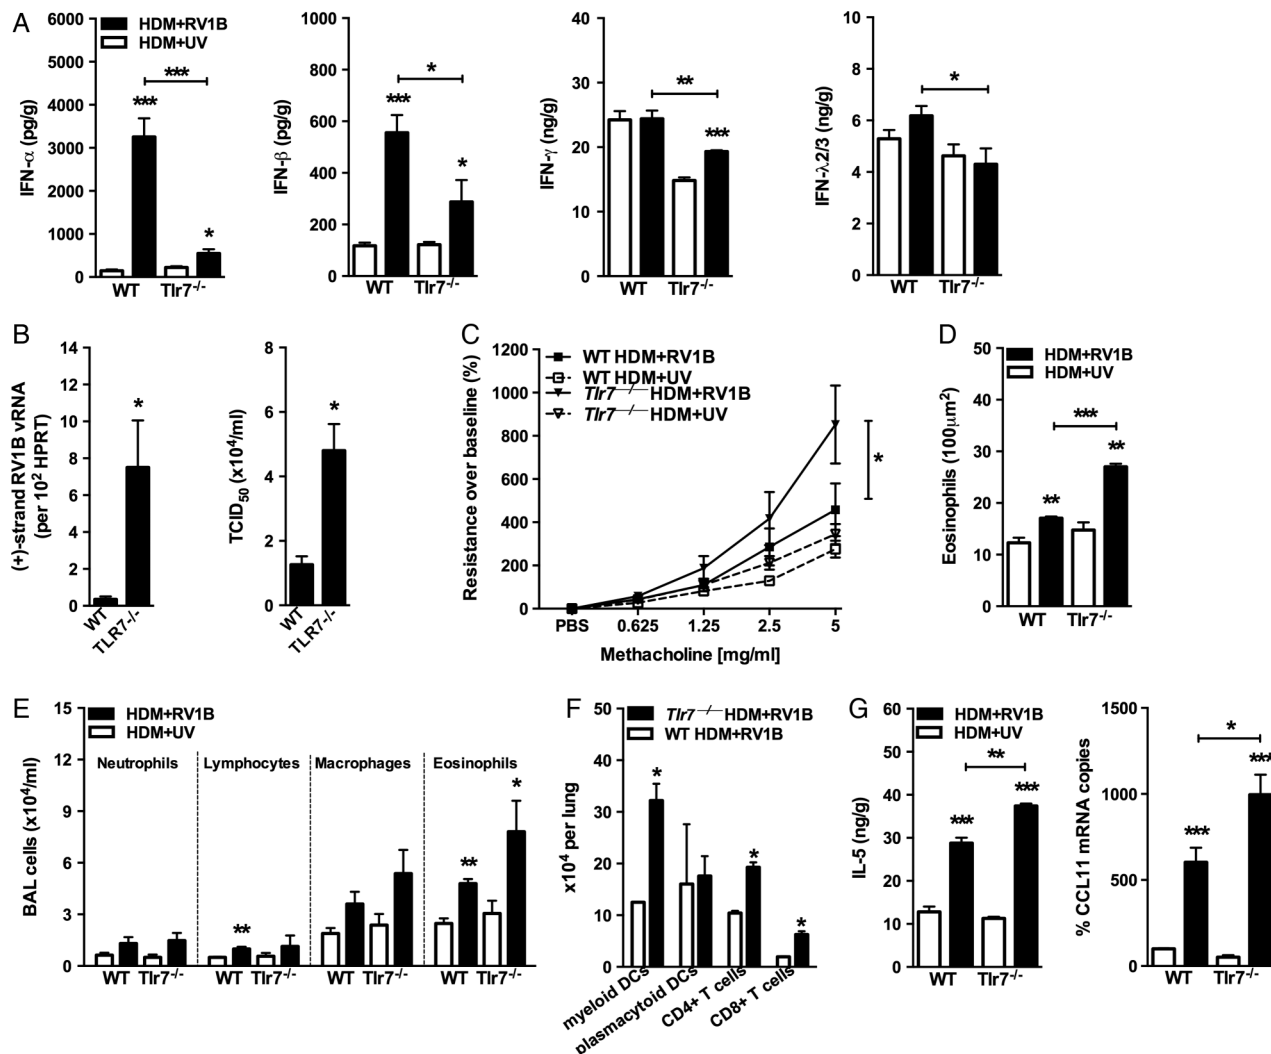 A
IFN-α (pg/g)
6000
5000
4000
3000
2000
1000
0
HDM+RV1B
HDM+UV
***
***
*
WT Tlr7-/-
IFN-β (pg/g)
1000
800
600
400
200
0
*
***
*
WT Tlr7-/-
IFN-γ (ng/g)
40
30
20
10
0
**
***
WT Tlr7-/-
IFN-λ2/3 (ng/g)
10
8
6
4
2
0
*
WT Tlr7-/-
B
(+)-strand RV1B vRNA
(per 10² HPRT)
14
12
10
8
6
4
2
0
*
WT
TLR7-/-
TCID50 (x10⁴/ml)
8
6
4
2
0
*
WT
TLR7-/-
C
Resistance over baseline (%)
1200
1000
800
600
400
200
0
WT HDM+RV1B
WT HDM+UV
Tlr7-/- HDM+RV1B
Tlr7-/- HDM+UV
*
PBS 0.625 1.25 2.5 5
Methacholine [mg/ml]
D
Eosinophils (100µm²)
50
40
30
20
10
0
HDM+RV1B
HDM+UV
***
**
**
WT Tlr7-/-
E
BAL cells (x10⁴/ml)
15
12
9
6
3
0
HDM+RV1B
HDM+UV
Neutrophils Lymphocytes Macrophages Eosinophils
**
**
*
WT Tlr7-/- WT Tlr7-/- WT Tlr7-/- WT Tlr7-/-
F
x10⁴ per lung
50
40
30
20
10
0
Tlr7-/- HDM+RV1B
WT HDM+RV1B
*
*
*
myeloid DCs
plasmacytoid DCs
CD4+ T cells
CD8+ T cells
G
IL-5 (ng/g)
60
50
40
30
20
10
0
HDM+RV1B
HDM+UV
**
***
***
WT Tlr7-/-
% CCL11 mRNA copies
1500
1000
500
0
*
***
***
WT Tlr7-/-